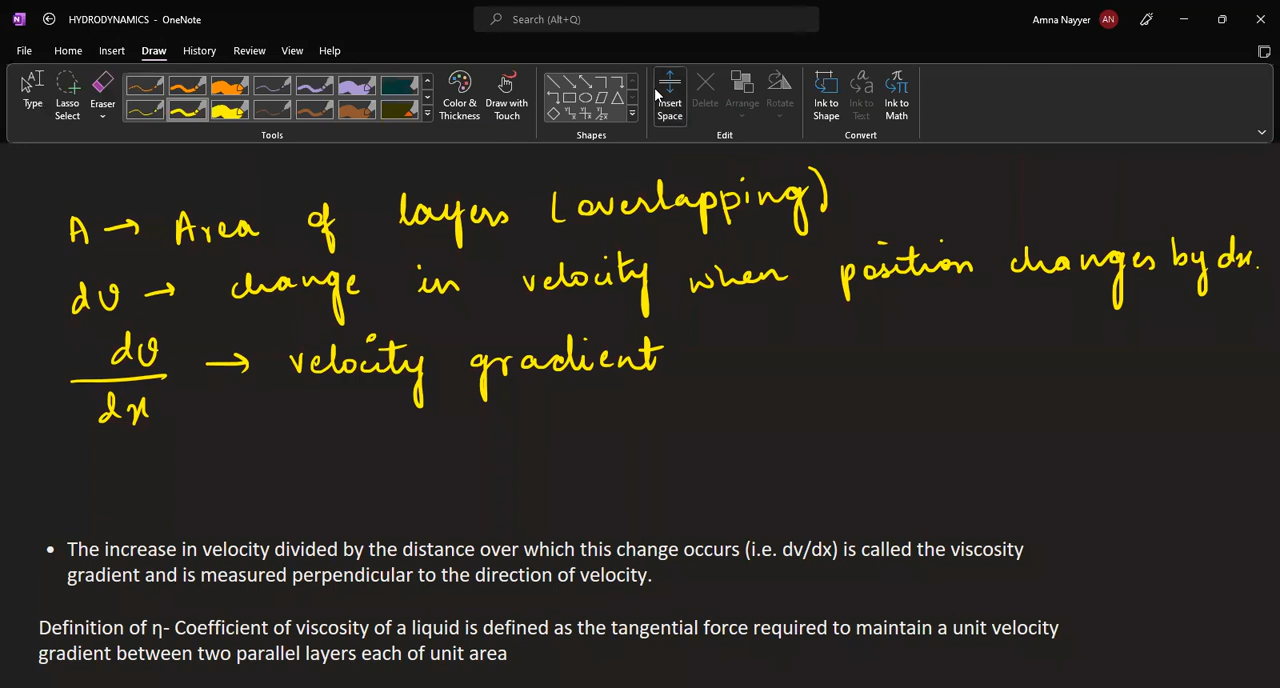 HYDRODYNAMICS - OneNote
Search (Alt+Q)
Amna Nayyer AN
File Home Insert Draw History Review View Help
Type Lasso Select Eraser Color & Thickness Draw with Touch Insert Space Delete Arrange Rotate Ink to Shape Ink to Text Ink to Math
Tools Shapes Edit Convert
A → Area of layers (overlapping)
dv → change in velocity when position changes by dx.
dv
→ velocity gradient
dx
• The increase in velocity divided by the distance over which this change occurs (i.e. dv/dx) is called the viscosity
gradient and is measured perpendicular to the direction of velocity.
Definition of η- Coefficient of viscosity of a liquid is defined as the tangential force required to maintain a unit velocity
gradient between two parallel layers each of unit area